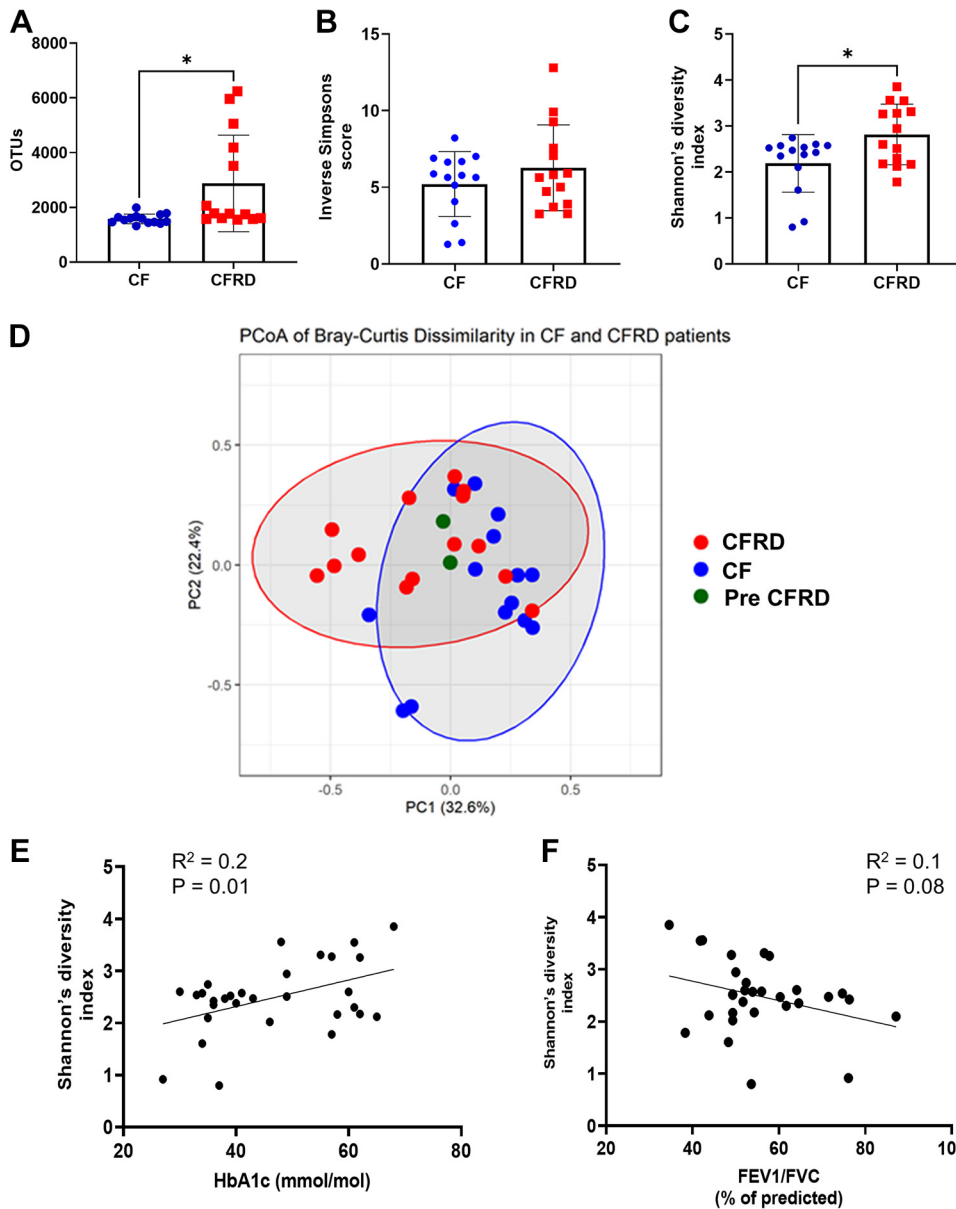 A
8000
6000
4000
2000
0
OTUs
*
CF
CFRD
B
15
10
5
0
Inverse Simpsons
score
CF
CFRD
C
5
4
3
2
1
0
Shannon's diversity
index
*
CF
CFRD
D
PCoA of Bray-Curtis Dissimilarity in CF and CFRD patients
0.5
0.0
-0.5
PC2 (22.4%)
-0.5
0.0
0.5
PC1 (32.6%)
CFRD
CF
Pre CFRD
E
R² = 0.2
P = 0.01
5
4
3
2
1
0
Shannon's diversity
index
20
40
60
80
HbA1c (mmol/mol)
F
R² = 0.1
P = 0.08
5
4
3
2
1
0
Shannon's diversity
index
20
40
60
80
10
FEV1/FVC
(% of predicted)